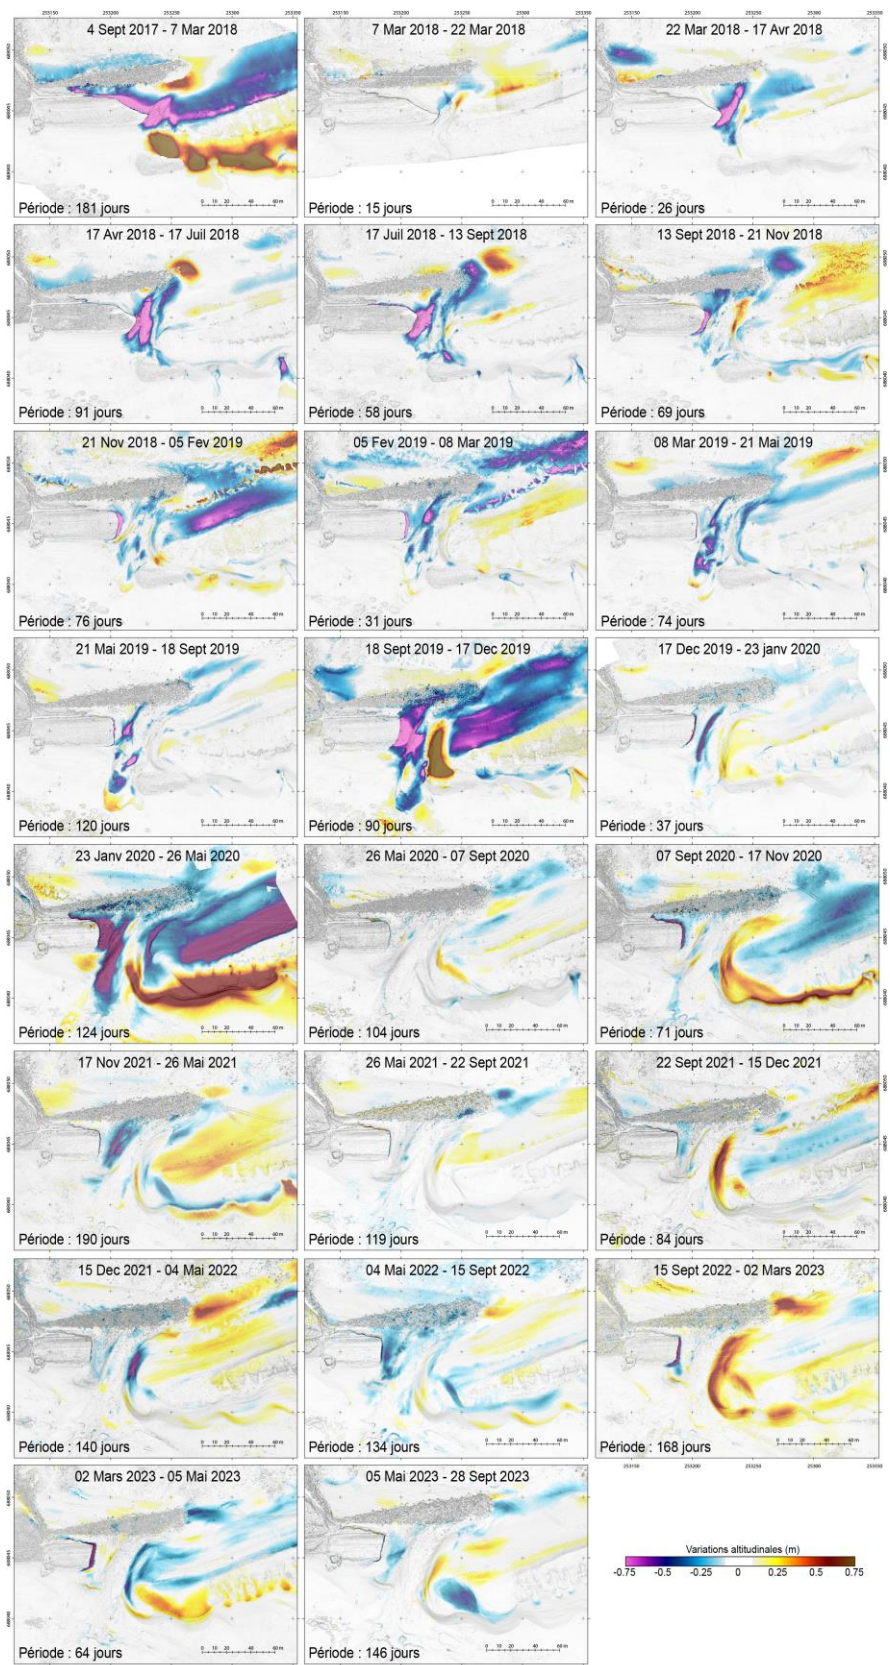 4 Sept 2017 - 7 Mar 2018
Période : 181 jours
7 Mar 2018 - 22 Mar 2018
Période : 15 jours
22 Mar 2018 - 17 Avr 2018
Période : 26 jours
17 Avr 2018 - 17 Juil 2018
Période : 91 jours
17 Juil 2018 - 13 Sept 2018
Période : 58 jours
13 Sept 2018 - 21 Nov 2018
Période : 69 jours
21 Nov 2018 - 05 Fev 2019
Période : 76 jours
05 Fev 2019 - 08 Mar 2019
Période : 31 jours
08 Mar 2019 - 21 Mai 2019
Période : 74 jours
21 Mai 2019 - 18 Sept 2019
Période : 120 jours
18 Sept 2019 - 17 Dec 2019
Période : 90 jours
17 Dec 2019 - 23 janv 2020
Période : 37 jours
23 Janv 2020 - 26 Mai 2020
Période : 124 jours
26 Mai 2020 - 07 Sept 2020
Période : 104 jours
07 Sept 2020 - 17 Nov 2020
Période : 71 jours
17 Nov 2021 - 26 Mai 2021
Période : 190 jours
26 Mai 2021 - 22 Sept 2021
Période : 119 jours
22 Sept 2021 - 15 Dec 2021
Période : 84 jours
15 Dec 2021 - 04 Mai 2022
Période : 140 jours
04 Mai 2022 - 15 Sept 2022
Période : 134 jours
15 Sept 2022 - 02 Mars 2023
Période : 168 jours
02 Mars 2023 - 05 Mai 2023
Période : 64 jours
05 Mai 2023 - 28 Sept 2023
Période : 146 jours
Variations altitudinales (m)
-0.75 -0.5 -0.25 0 0.25 0.5 0.75